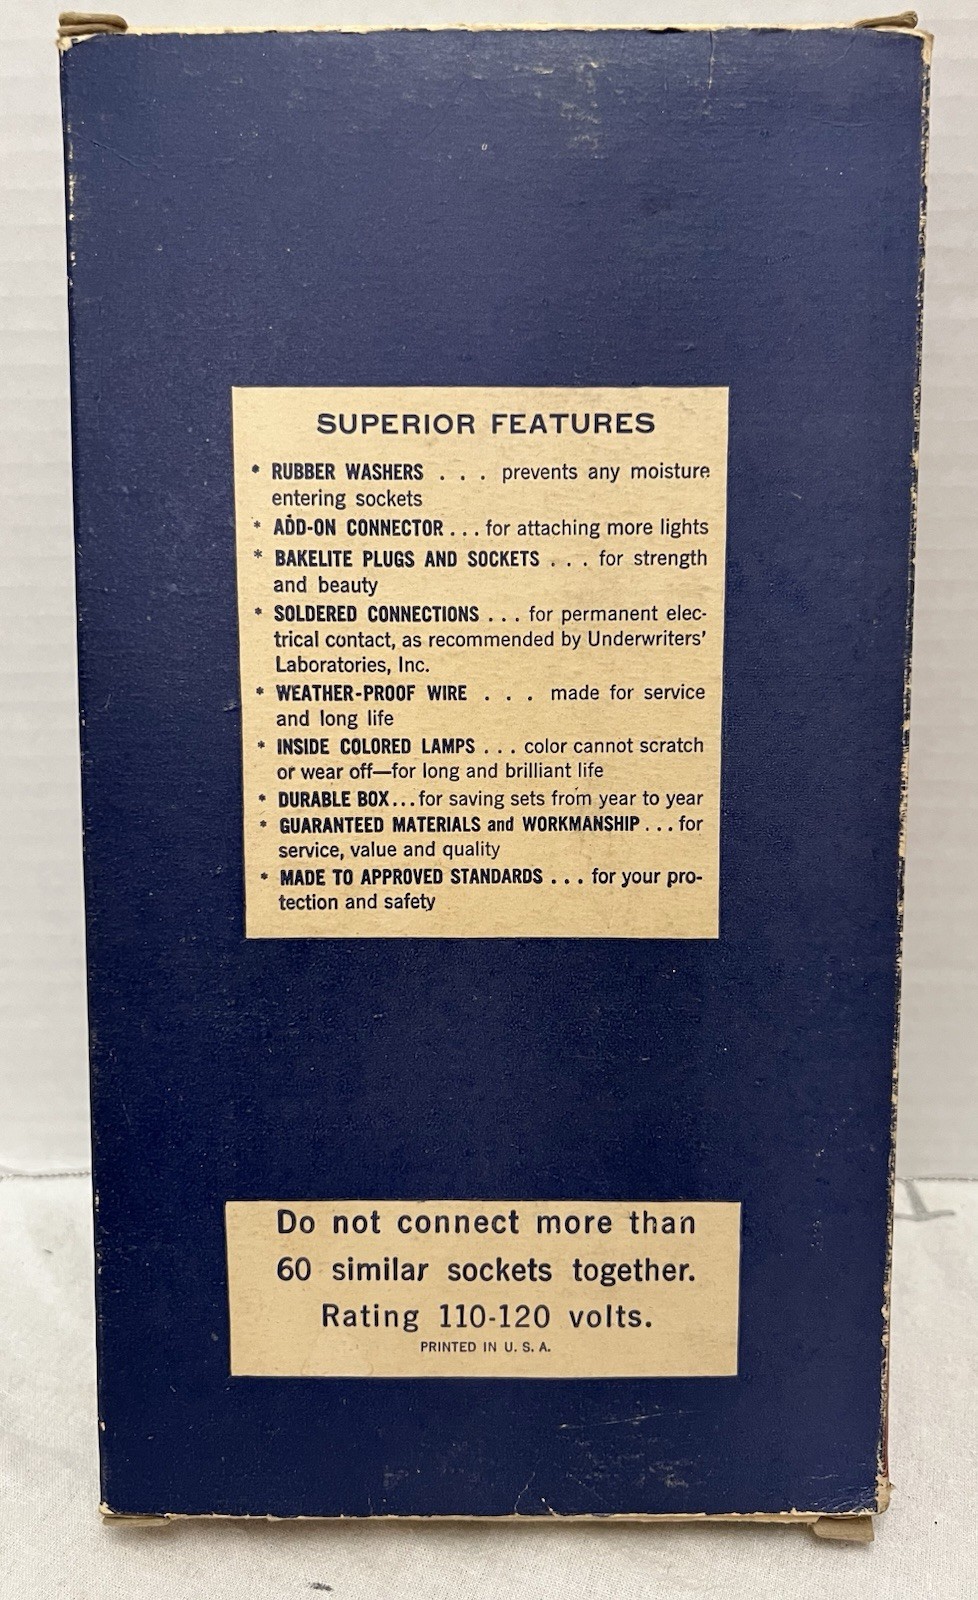 SUPERIOR FEATURES
* RUBBER WASHERS . . . prevents any moisture
entering sockets
* ADD-ON CONNECTOR . . . for attaching more lights
* BAKELITE PLUGS AND SOCKETS . . . for strength
and beauty
* SOLDERED CONNECTIONS . . . for permanent elec-
trical contact, as recommended by Underwriters'
Laboratories, Inc.
* WEATHER-PROOF WIRE . . . made for service
and long life
* INSIDE COLORED LAMPS . . . color cannot scratch
or wear off—for long and brilliant life
* DURABLE BOX...for saving sets from year to year
* GUARANTEED MATERIALS and WORKMANSHIP . . . for
service, value and quality
* MADE TO APPROVED STANDARDS . . . for your pro-
tection and safety
Do not connect more than
60 similar sockets together.
Rating 110-120 volts.
PRINTED IN U. S. A.